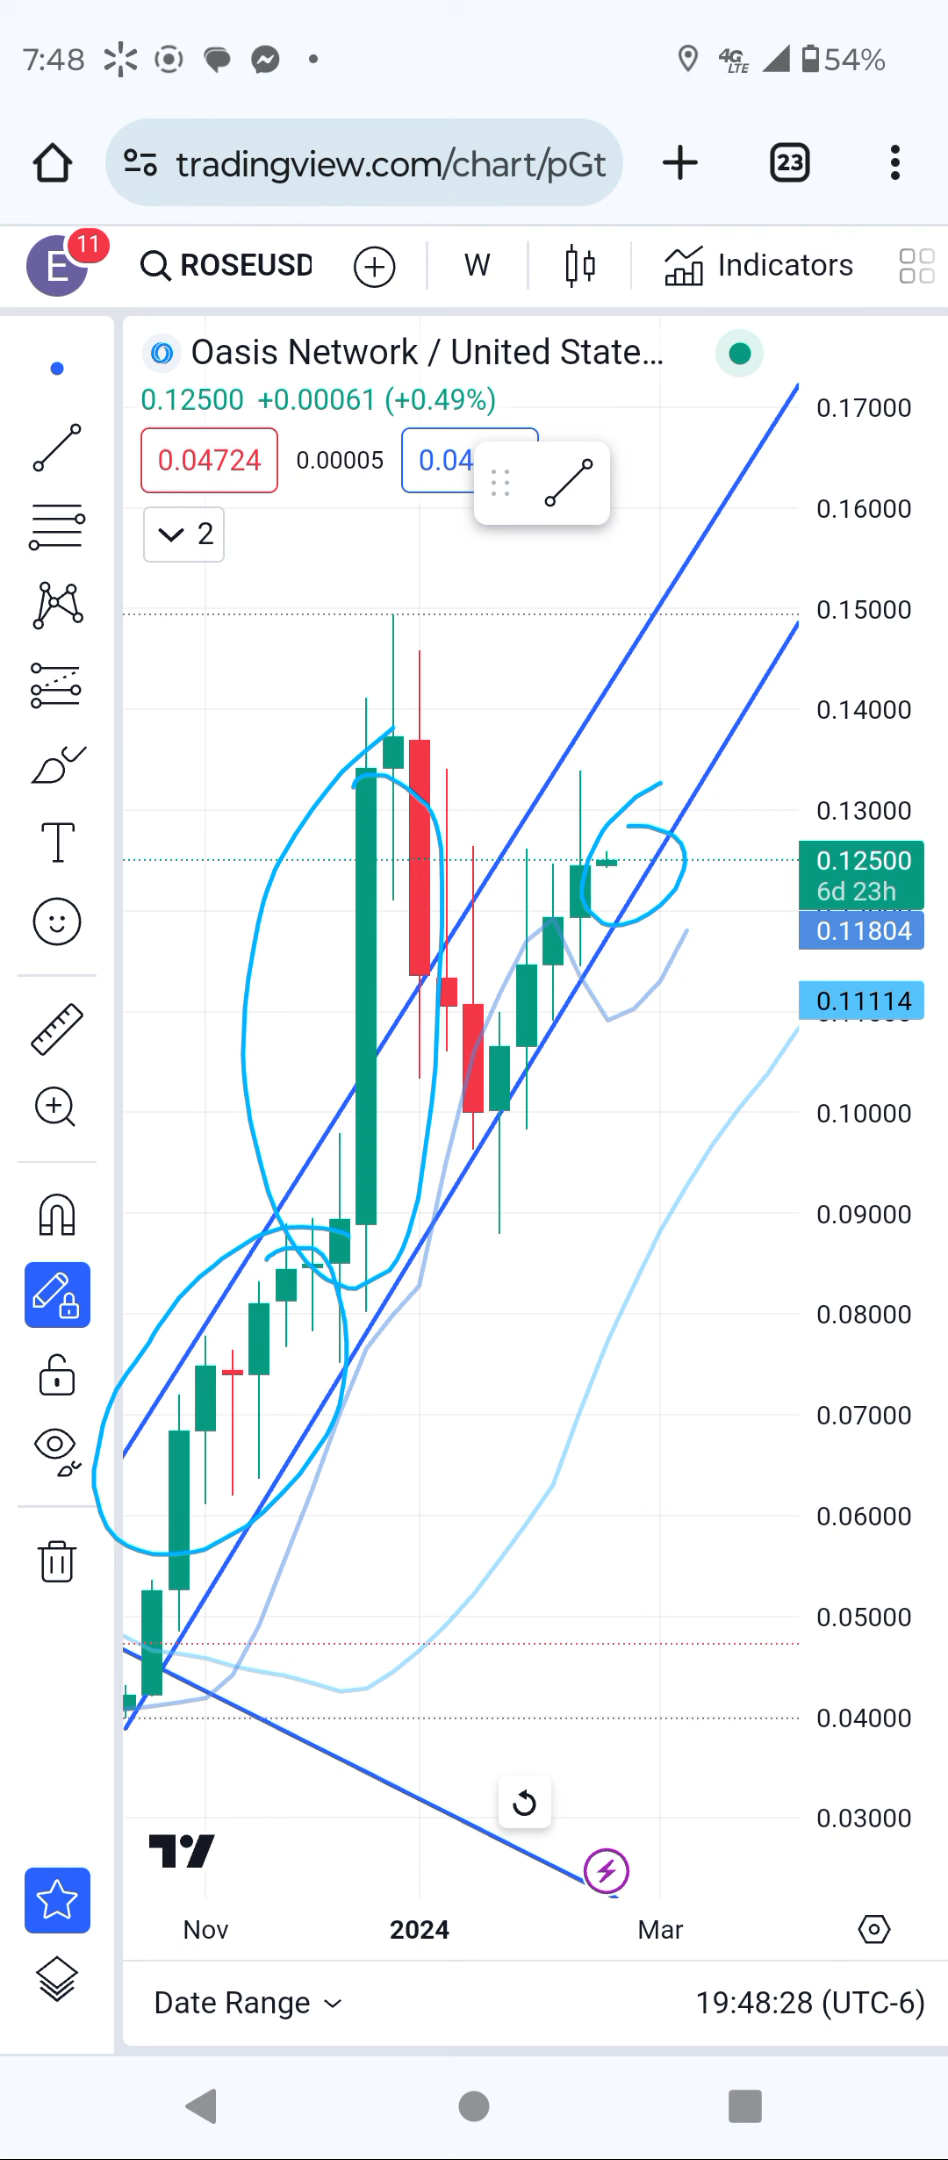 7:48 4G LTE 54%
tradingview.com/chart/pGt 23
E 11 ROSEUSD W Indicators
Oasis Network / United State...
0.12500 +0.00061 (+0.49%)
0.04724 0.00005 0.04
2
0.17000
0.16000
0.15000
0.14000
0.13000
0.12500
6d 23h
0.11804
0.11114
0.10000
0.09000
0.08000
0.07000
0.06000
0.05000
0.04000
0.03000
Nov 2024 Mar
Date Range 19:48:28 (UTC-6)